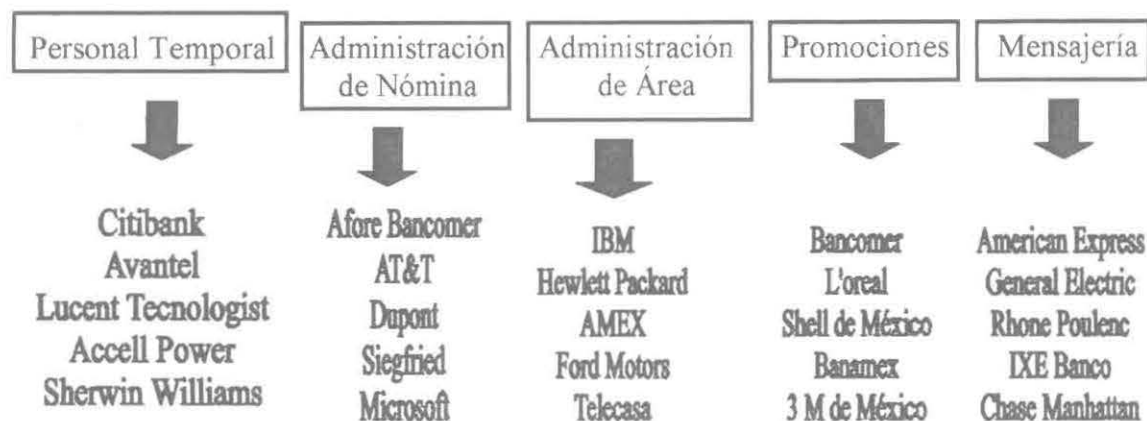 Personal Temporal
Administración
de Nómina
Administración
de Área
Promociones
Mensajería
Citibank
Avantel
Lucent Tecnologist
Accell Power
Sherwin Williams
Afore Bancomer
AT&T
Dupont
Siegfried
Microsoft
IBM
Hewlett Packard
AMEX
Ford Motors
Telecasa
Bancomer
L'oreal
Shell de México
Banamex
3 M de México
American Express
General Electric
Rhone Poulenc
IXE Banco
Chase Manhattan